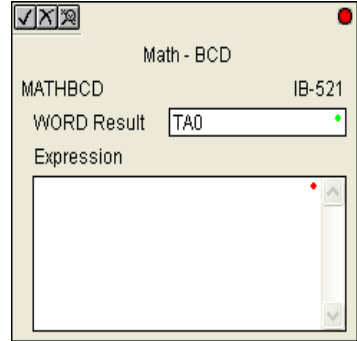 Math - BCD
MATHBCD IB-521
WORD Result TA0
Expression